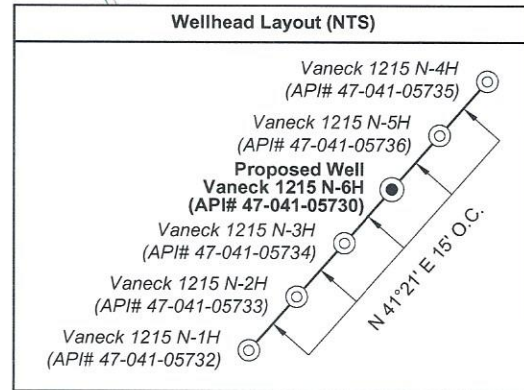 Wellhead Layout (NTS)
Vaneck 1215 N-4H
(API# 47-041-05735)
Vaneck 1215 N-5H
(API# 47-041-05736)
Proposed Well
Vaneck 1215 N-6H
(API# 47-041-05730)
Vaneck 1215 N-3H
(API# 47-041-05734)
Vaneck 1215 N-2H
(API# 47-041-05733)
Vaneck 1215 N-1H
(API# 47-041-05732)
N 41°21' E 15' O.C.